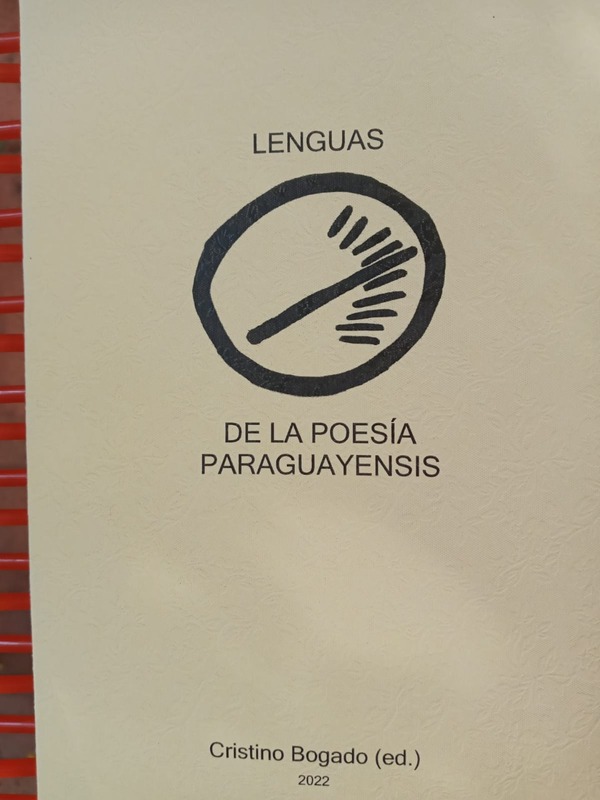 LENGUAS
DE LA POESÍA
PARAGUAYENSIS
Cristino Bogado (ed.)
2022